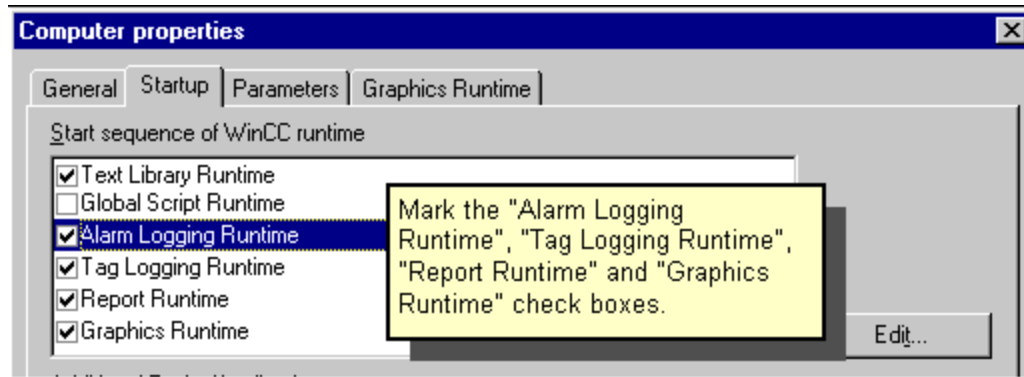 Computer properties
General Startup Parameters Graphics Runtime
Start sequence of WinCC runtime
Text Library Runtime
Global Script Runtime
Alarm Logging Runtime
Tag Logging Runtime
Report Runtime
Graphics Runtime
Mark the "Alarm Logging
Runtime", "Tag Logging Runtime",
"Report Runtime" and "Graphics
Runtime" check boxes.
Edit...